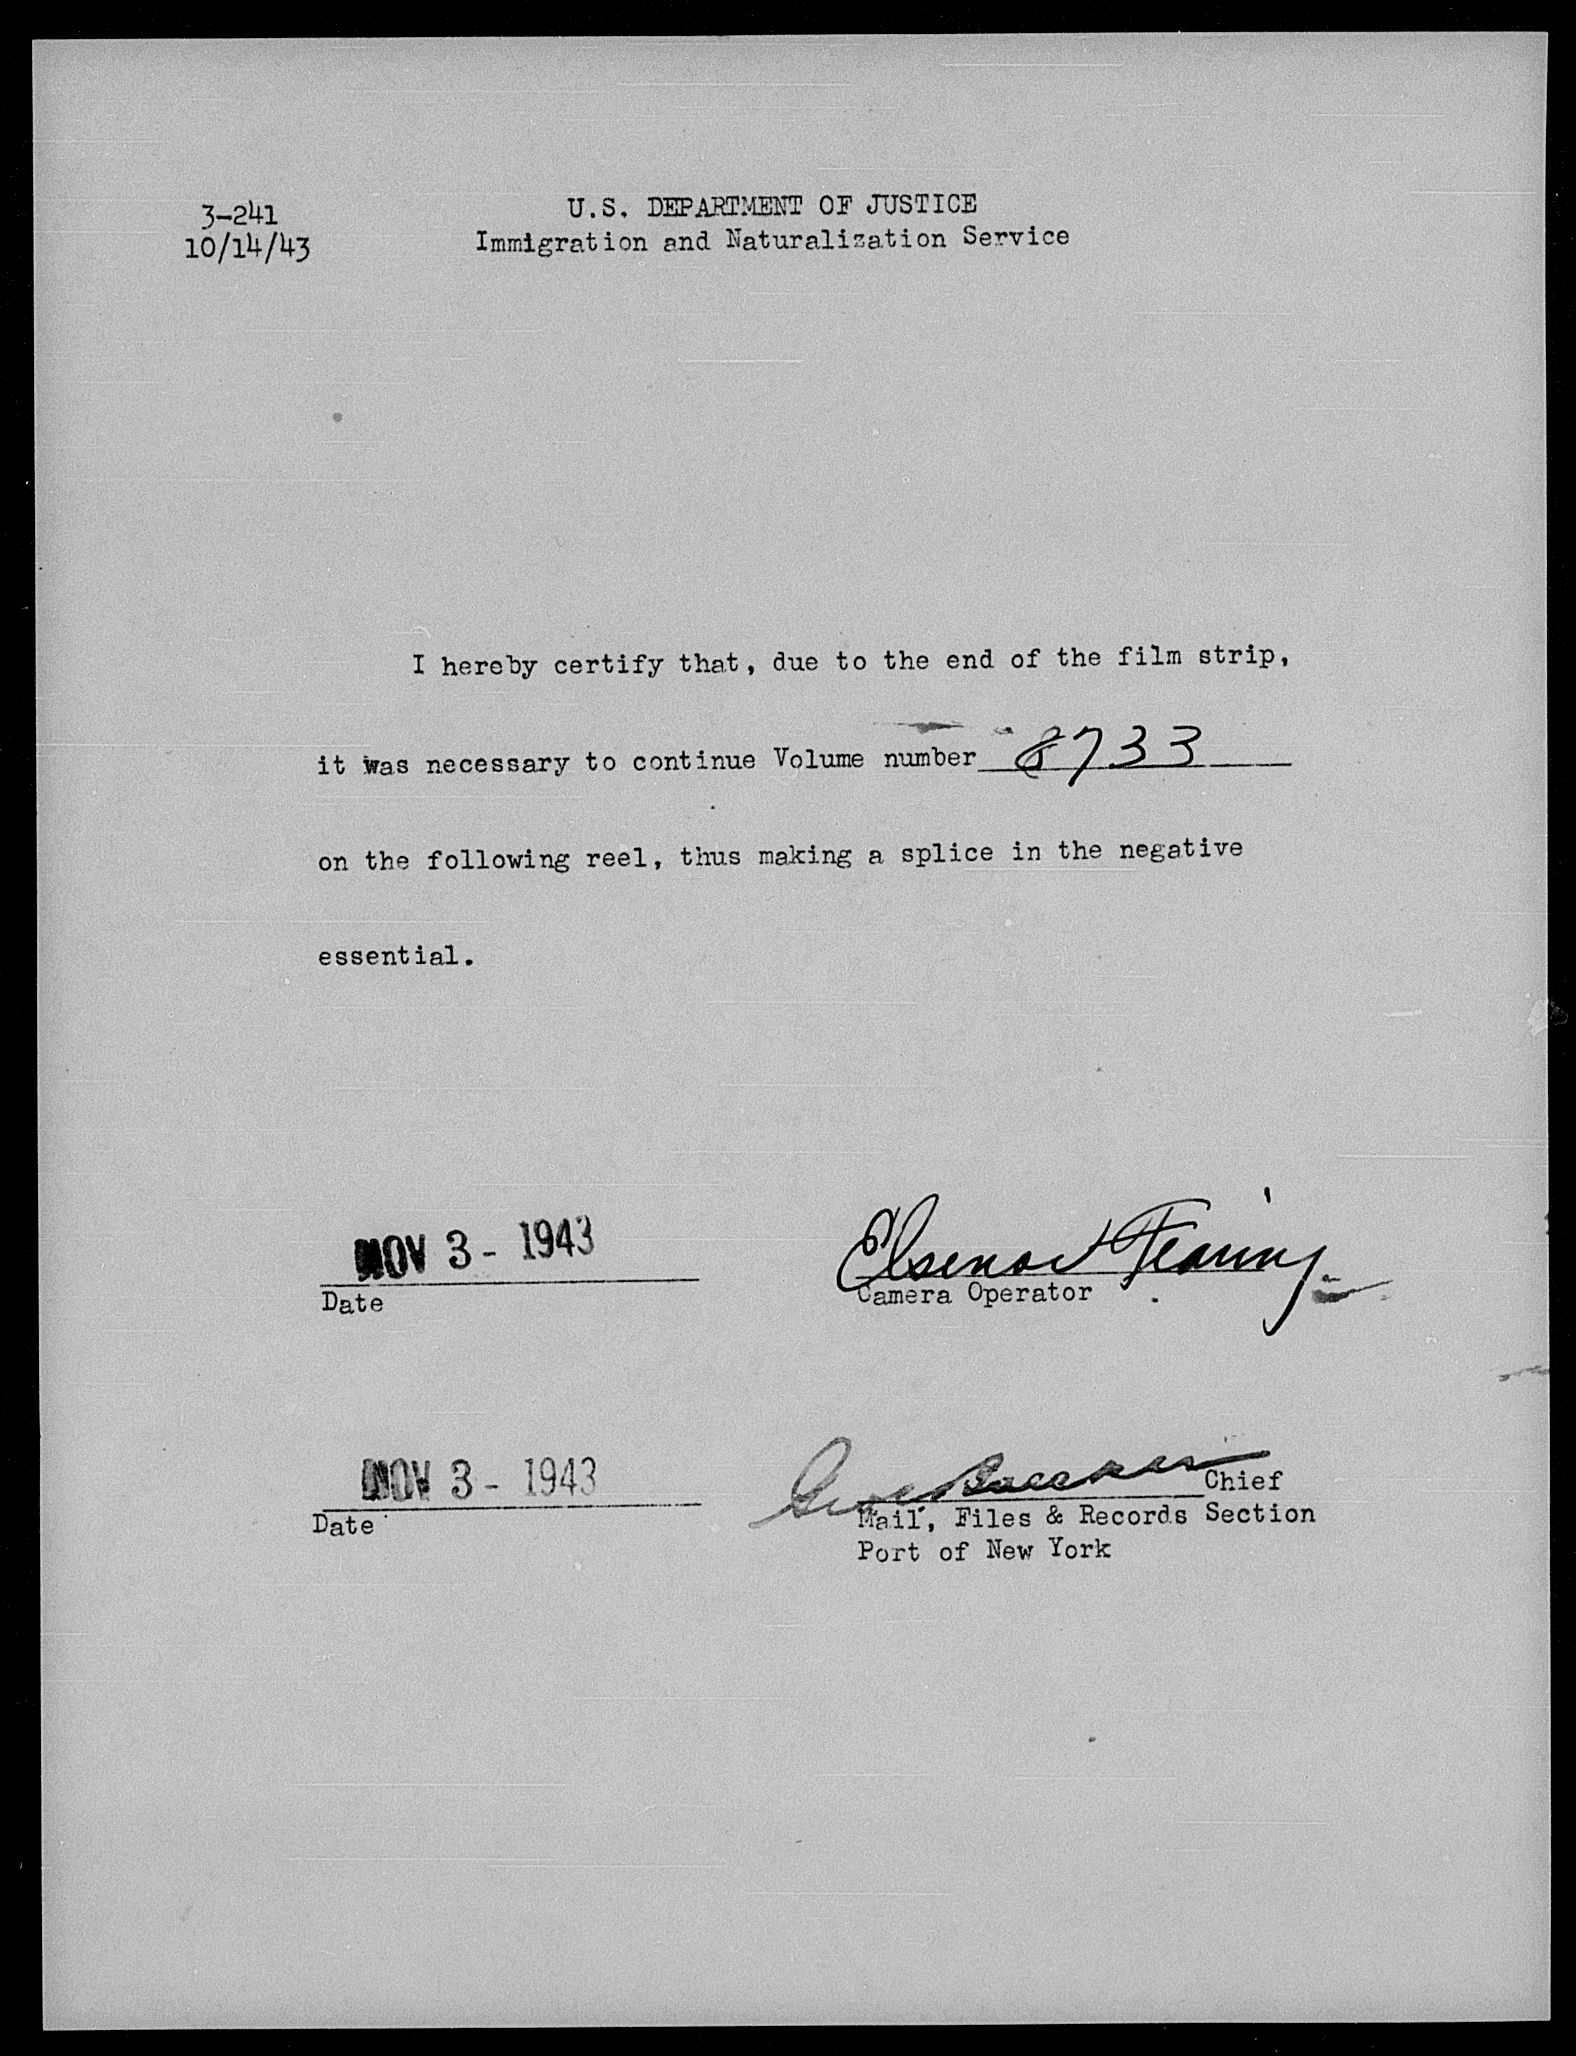 3-241
10/14/43
U.S. DEPARTMENT OF JUSTICE
Immigration and Naturalization Service
I hereby certify that, due to the end of the film strip,
it was necessary to continue Volume number 8733
on the following reel, thus making a splice in the negative
essential.
NOV 3 - 1943
Date
Camera Operator
NOV 3 - 1943
Date
Chief
Mail, Files & Records Section
Port of New York